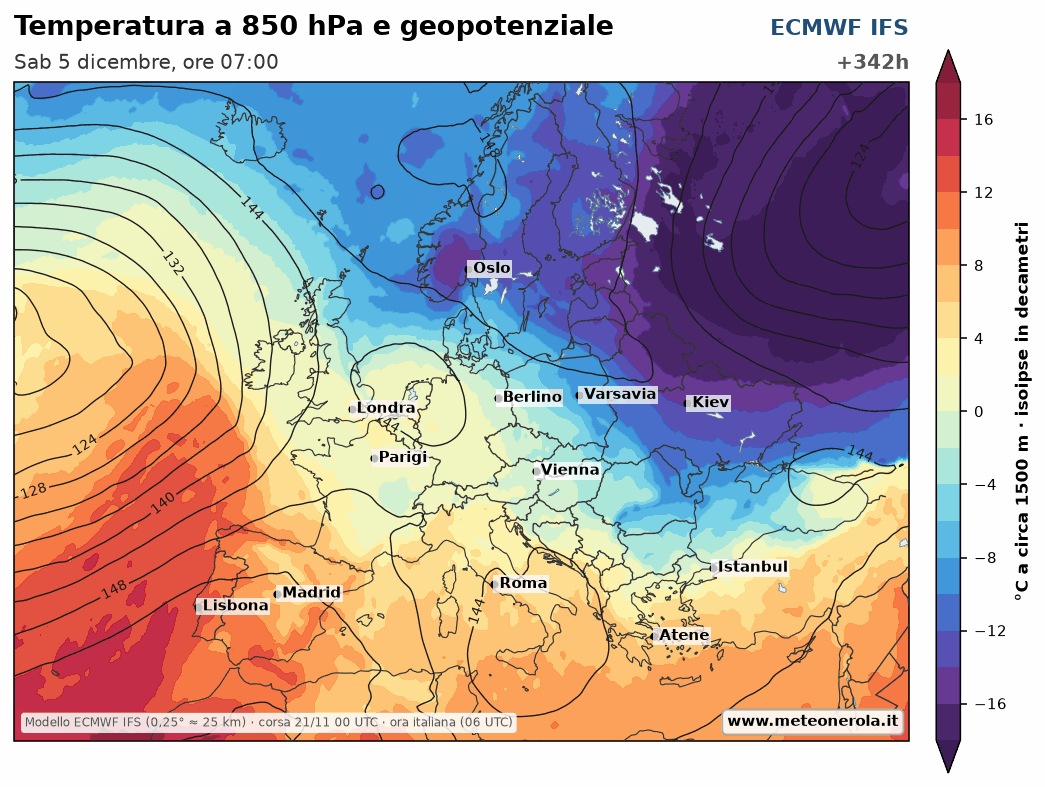 Temperatura a 850 hPa e geopotenziale
ECMWF IFS
Sab 5 dicembre, ore 07:00
+342h
124
144
132
Oslo
Berlino
Varsavia
Kiev
Londra
144
Parigi
Vienna
144
124
128
140
148
Istanbul
Roma
Madrid
Lisbona
144
Atene
Modello ECMWF IFS (0,25° ≈ 25 km) · corsa 21/11 00 UTC · ora italiana (06 UTC)
www.meteonerola.it
16
12
8
4
0
−4
−8
−12
−16
°C a circa 1500 m · isoipse in decametri